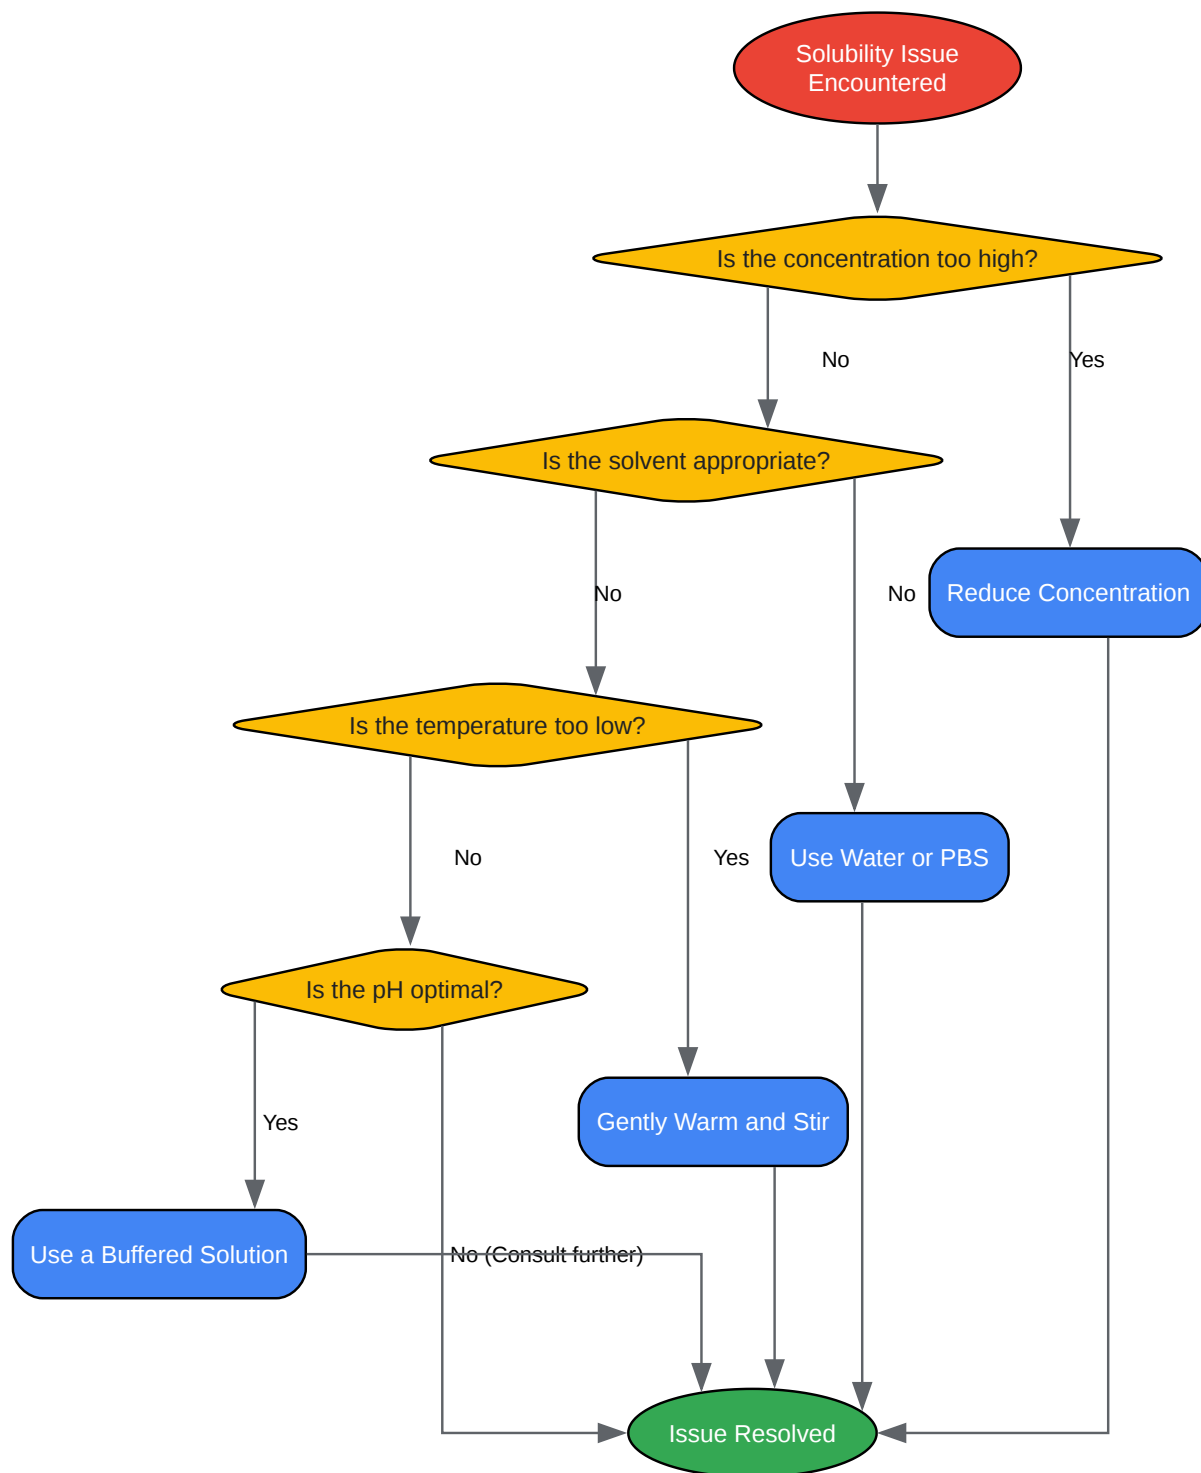 Solubility Issue
Encountered
Is the concentration too high?
No
Yes
Is the solvent appropriate?
No
No
Reduce Concentration
Is the temperature too low?
No
Yes
Use Water or PBS
Is the pH optimal?
Yes
Gently Warm and Stir
Use a Buffered Solution
No (Consult further)
Issue Resolved